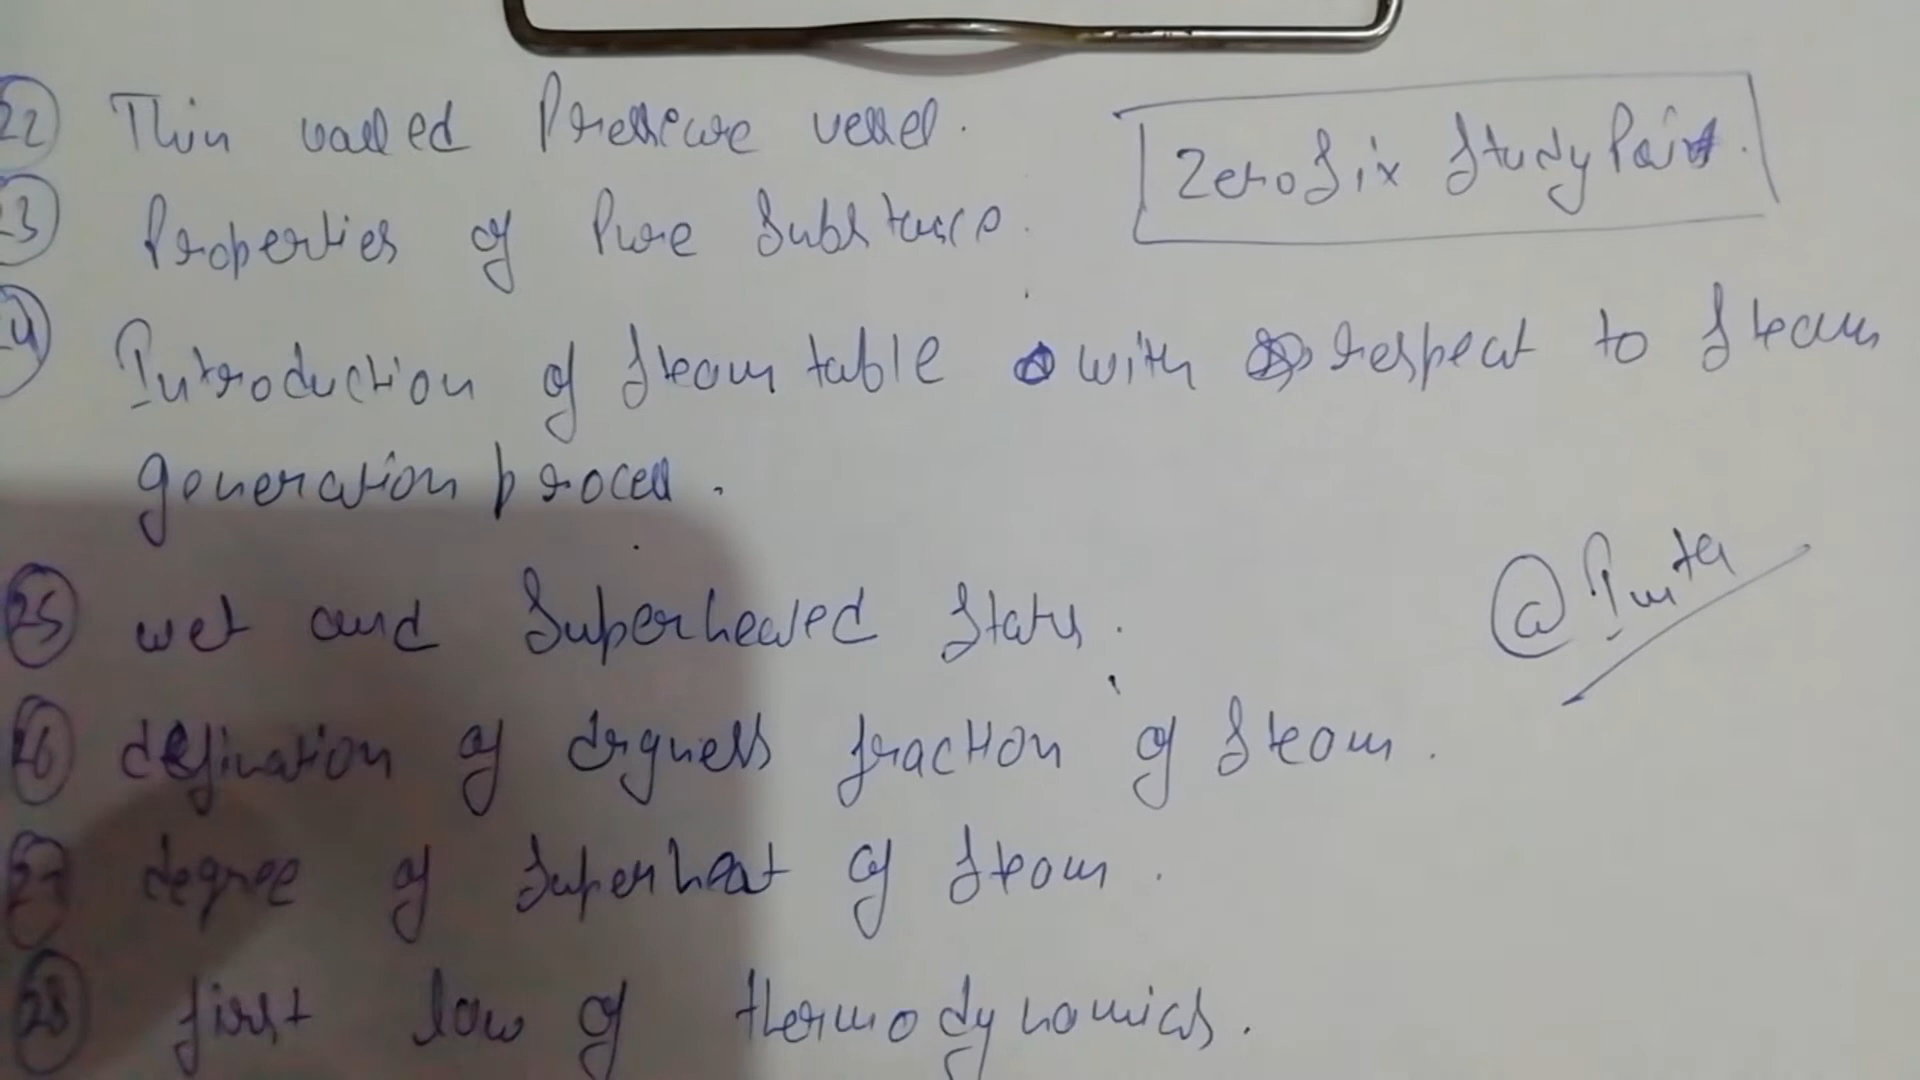 22 Thin walled Pressure vessel.
23 Properties of Pure Substance.
Zero Six Study Point.
24 Introduction of Steam table with respect to Steam
generation process.
25 wet and Superheated States.
@Insta
26 defination of dryness fraction of Steam.
27 degree of Superheat of Steam.
28 first law of thermodynamics.